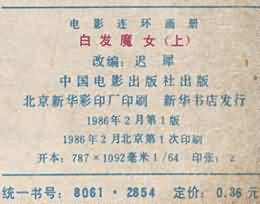 电影连环画册
白发魔女(上)
改编:迟犀
中国电影出版社出版
北京新华彩印厂印刷 新华书店发行
1986年2月第1版
1986年2月北京第1次印刷
开本:787×1092毫米1/64 印张:2
统一书号:8061·2854 定价:0.36元